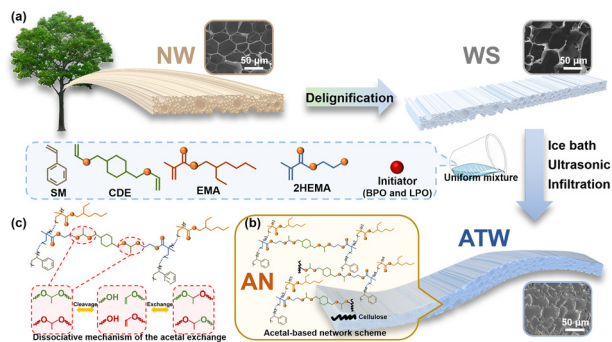 (a)
NW
50 μm
WS
50 μm
Delignification
SM
CDE
EMA
2HEMA
Initiator
(BPO and LPO)
Uniform mixture
Ice bath
Ultrasonic
Infiltration
(c)
OH
OH
Cleavage
Exchange
Dissociative mechanism of the acetal exchange
(b)
AN
Cellulose
Acetal-based network scheme
ATW
50 μm